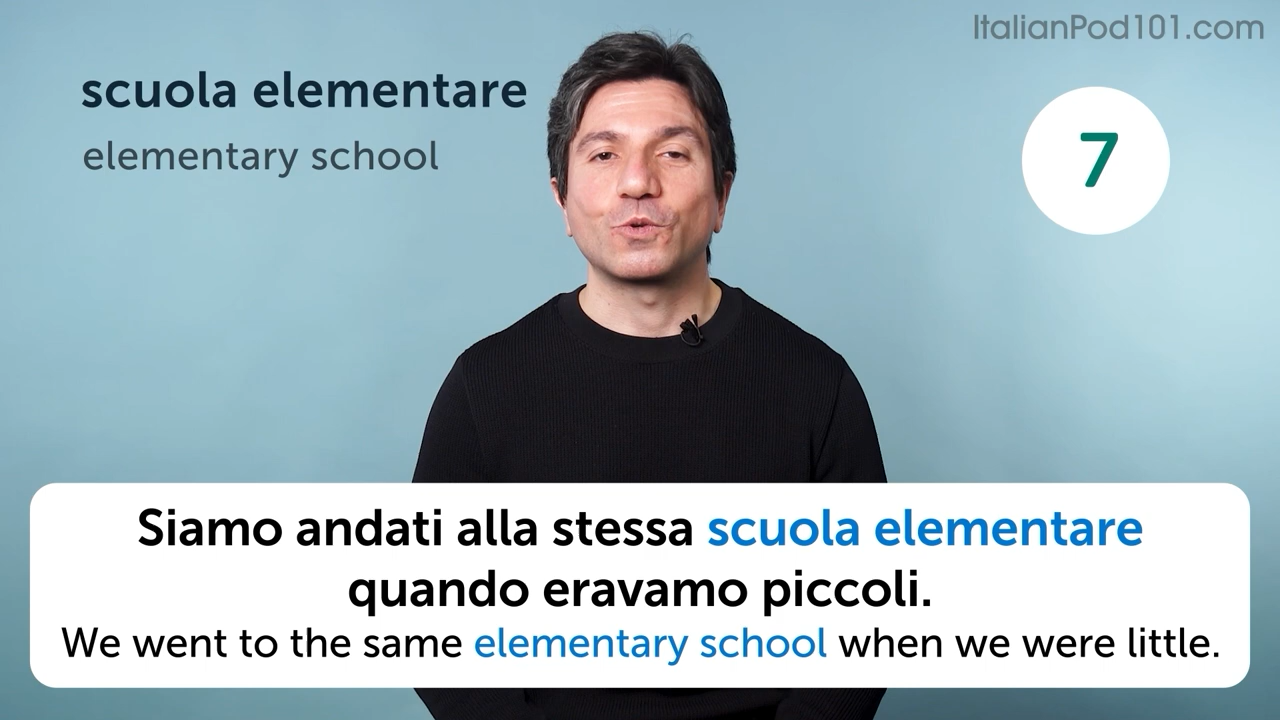 ItalianPod101.com
scuola elementare
elementary school
7
Siamo andati alla stessa scuola elementare
quando eravamo piccoli.
We went to the same elementary school when we were little.